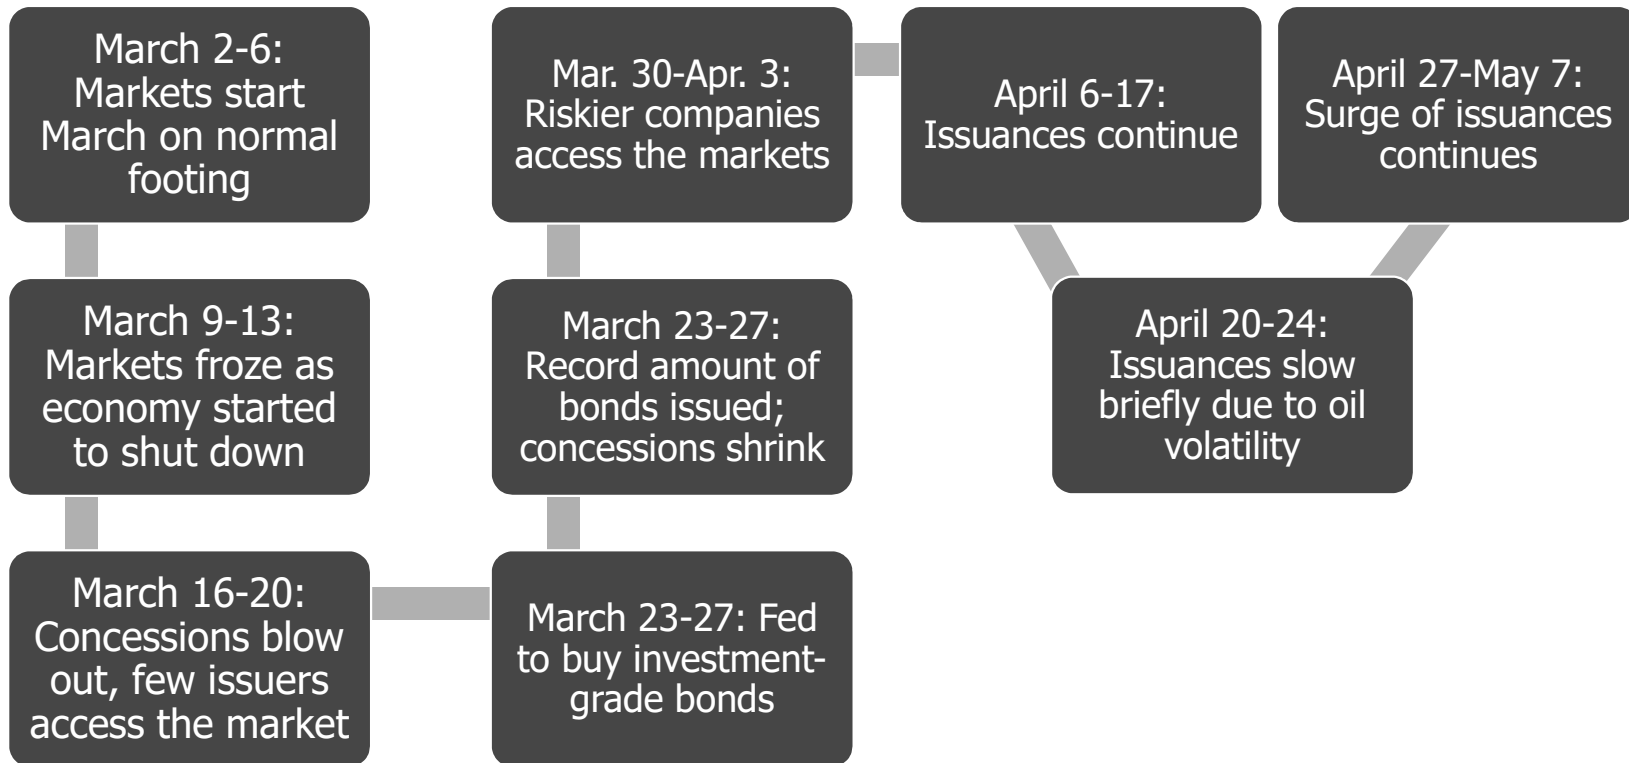 March 2-6:
Markets start
March on normal
footing
March 9-13:
Markets froze as
economy started
to shut down
March 16-20:
Concessions blow
out, few issuers
access the market
March 23-27: Fed
to buy investment-
grade bonds
March 23-27:
Record amount of
bonds issued;
concessions shrink
Mar. 30-Apr. 3:
Riskier companies
access the markets
April 6-17:
Issuances continue
April 20-24:
Issuances slow
briefly due to oil
volatility
April 27-May 7:
Surge of issuances
continues